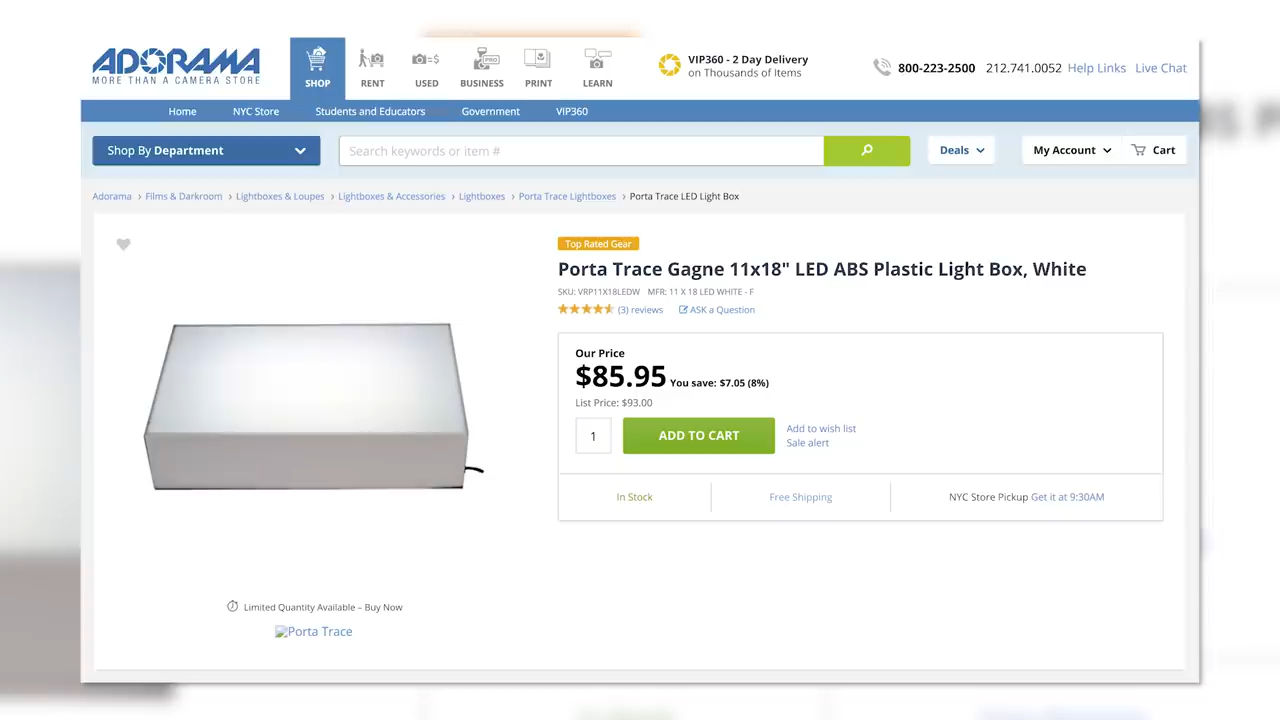 ADORAMA
MORE THAN A CAMERA STORE
SHOP
RENT
USED
BUSINESS
PRINT
LEARN
VIP360 - 2 Day Delivery
on Thousands of Items
800-223-2500 212.741.0052 Help Links Live Chat
Home NYC Store Students and Educators Government VIP360
Shop By Department
Search keywords or item #
Deals
My Account
Cart
Adorama > Films & Darkroom > Lightboxes & Loupes > Lightboxes & Accessories > Lightboxes > Porta Trace Lightboxes > Porta Trace LED Light Box
Top Rated Gear
Porta Trace Gagne 11x18" LED ABS Plastic Light Box, White
SKU: VRP11X18LEDW MFR: 11 X 18 LED WHITE - F
(3) reviews ASK a Question
Our Price
$85.95 You save: $7.05 (8%)
List Price: $93.00
1
ADD TO CART
Add to wish list
Sale alert
In Stock
Free Shipping
NYC Store Pickup Get it at 9:30AM
Limited Quantity Available – Buy Now
Porta Trace